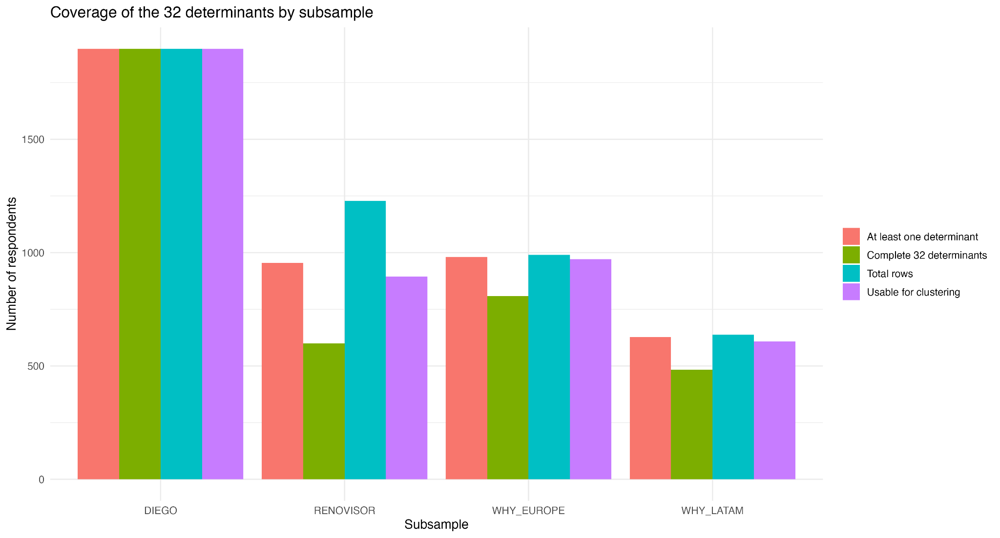 Coverage of the 32 determinants by subsample
Number of respondents
1500
1000
500
0
DIEGO
RENOVISOR
WHY_EUROPE
WHY_LATAM
Subsample
At least one determinant
Complete 32 determinants
Total rows
Usable for clustering